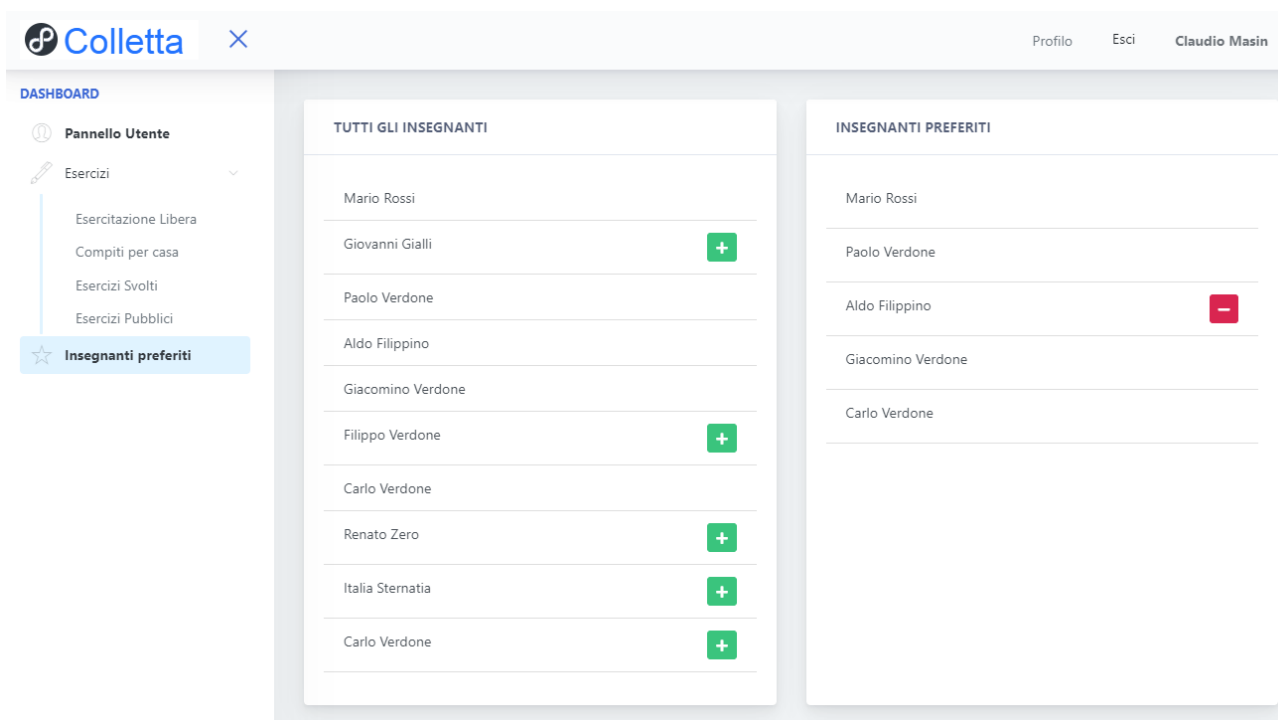 Colletta
Profilo Esci Claudio Masin
DASHBOARD
Pannello Utente
Esercizi
Esercitazione Libera
Compiti per casa
Esercizi Svolti
Esercizi Pubblici
Insegnanti preferiti
TUTTI GLI INSEGNANTI
Mario Rossi
Giovanni Gialli
Paolo Verdone
Aldo Filippino
Giacomino Verdone
Filippo Verdone
Carlo Verdone
Renato Zero
Italia Sternatia
Carlo Verdone
INSEGNANTI PREFERITI
Mario Rossi
Paolo Verdone
Aldo Filippino
Giacomino Verdone
Carlo Verdone